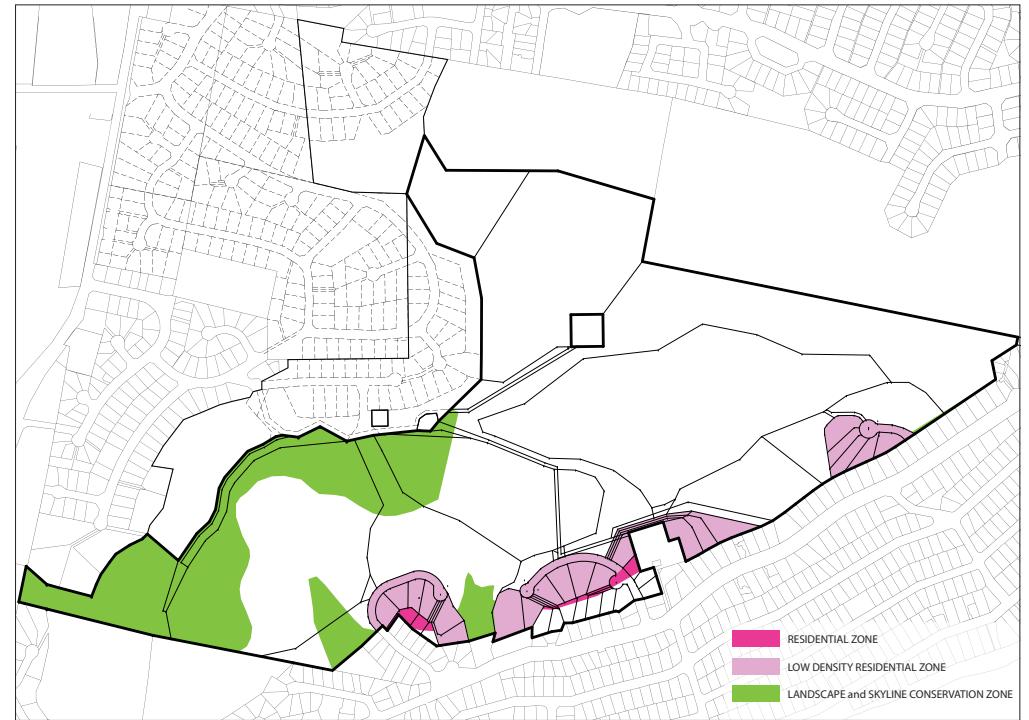 RESIDENTIAL ZONE
LOW DENSITY RESIDENTIAL ZONE
LANDSCAPE and SKYLINE CONSERVATION ZONE